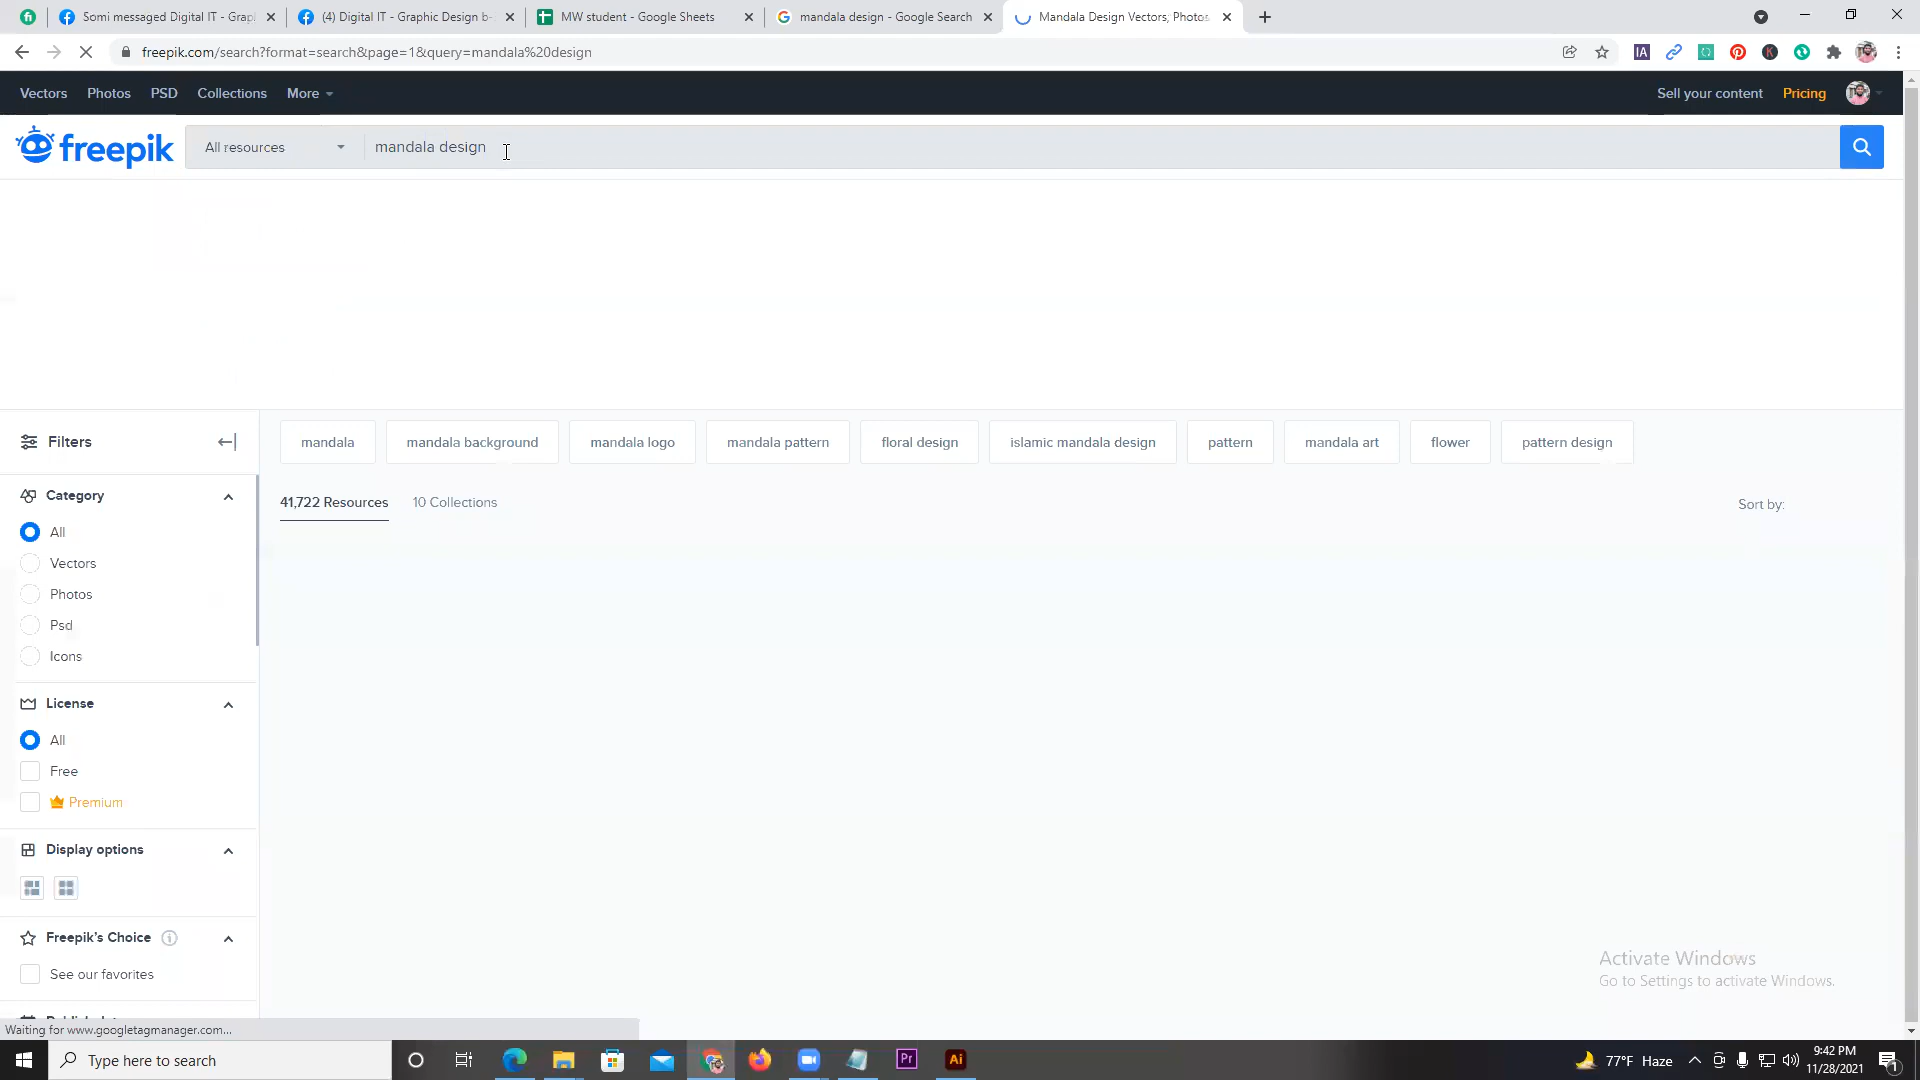 Somi messaged Digital IT - Grap
(4) Digital IT - Graphic Design b
MW student - Google Sheets
mandala design - Google Search
Mandala Design Vectors, Photos
freepik.com/search?format=search&page=1&query=mandala%20design
IA
K
Vectors
Photos
PSD
Collections
More
Sell your content
Pricing
freepik
All resources
mandala design
Filters
mandala
mandala background
mandala logo
mandala pattern
floral design
islamic mandala design
pattern
mandala art
flower
pattern design
41,722 Resources
10 Collections
Sort by:
Category
All
Vectors
Photos
Psd
Icons
License
All
Free
Premium
Display options
Freepik's Choice
See our favorites
Activate Windows
Go to Settings to activate Windows.
Waiting for www.googletagmanager.com...
Type here to search
Pr
Ai
77°F Haze
9:42 PM
11/28/2021
1